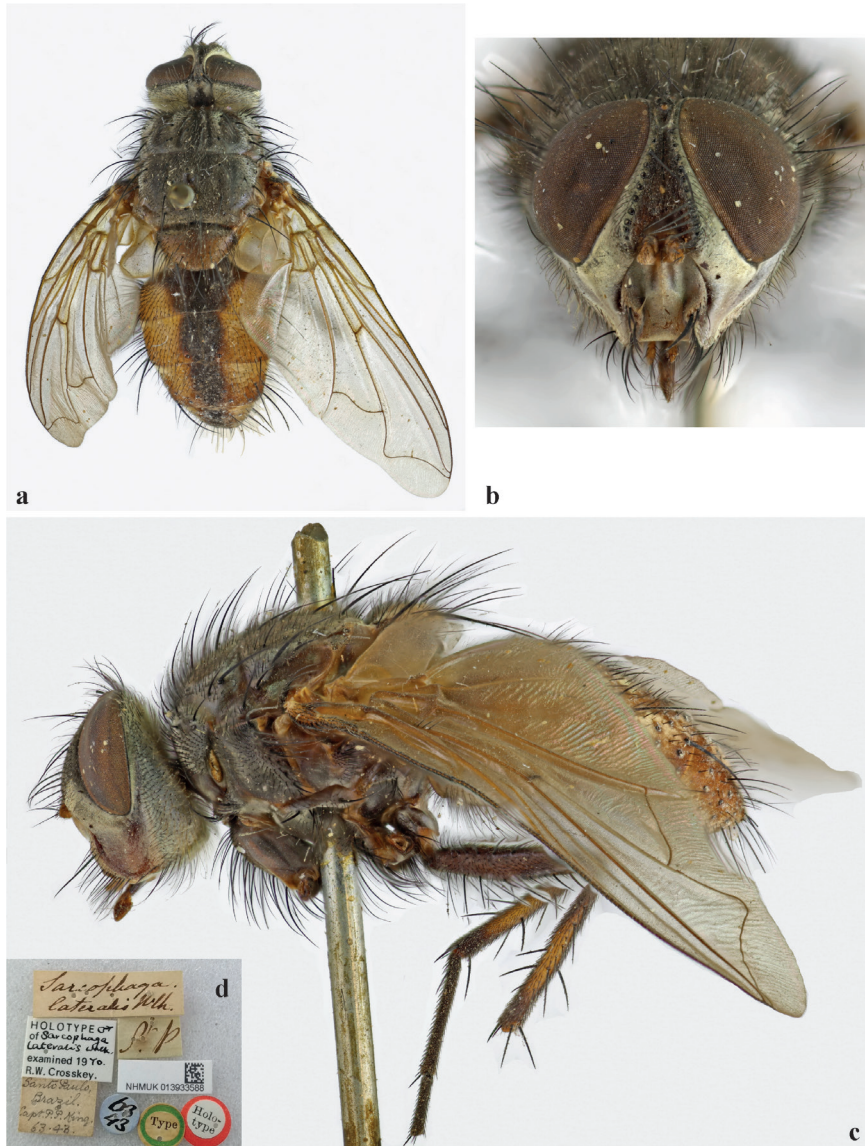 a
b
c
d
Sarcophaga.
lateralis Wlk.
HOLOTYPE ♂
of Sarcophaga
lateralis Walk.
examined 1970.
R.W. Crosskey.
S.P
NHMUK 013933588
Santo Paulo,
Brazil.
Capt. P.P. King.
63·43.
63
43
Type
Holo-
type